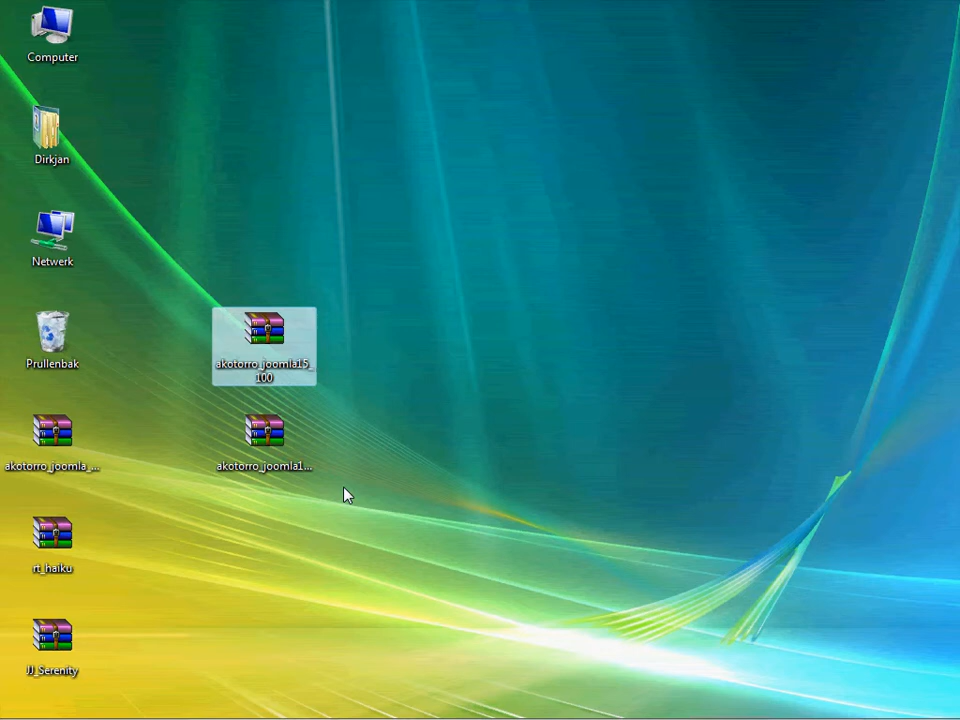 Computer
Dirkjan
Netwerk
Prullenbak
akotorro_joomla_...
rt_haiku
JJ_Serenity
akotorro_joomla15_
100
akotorro_joomla1...